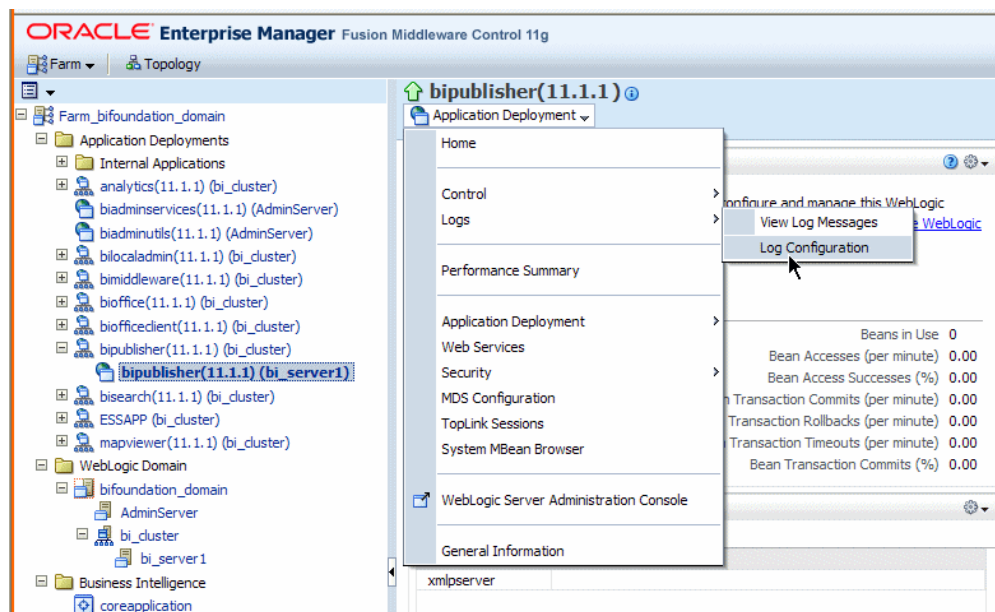 ORACLE Enterprise Manager Fusion Middleware Control 11g
Farm
Topology
Farm_bifoundation_domain
Application Deployments
Internal Applications
analytics(11.1.1) (bi_cluster)
biadminservices(11.1.1) (AdminServer)
biadminutils(11.1.1) (AdminServer)
bilocaladmin(11.1.1) (bi_cluster)
bimiddleware(11.1.1) (bi_cluster)
bioffice(11.1.1) (bi_cluster)
biofficeclient(11.1.1) (bi_cluster)
bipublisher(11.1.1) (bi_cluster)
bipublisher(11.1.1) (bi_server1)
bisearch(11.1.1) (bi_cluster)
ESSAPP (bi_cluster)
mapviewer(11.1.1) (bi_cluster)
WebLogic Domain
bifoundation_domain
AdminServer
bi_cluster
bi_server1
Business Intelligence
coreapplication
bipublisher(11.1.1)
Application Deployment
Home
Control
Logs
Performance Summary
Application Deployment
Web Services
Security
MDS Configuration
TopLink Sessions
System MBean Browser
WebLogic Server Administration Console
General Information
View Log Messages
Log Configuration
configure and manage this WebLogic
WebLogic
Beans in Use 0
Bean Accesses (per minute) 0.00
Bean Access Successes (%) 0.00
Transaction Commits (per minute) 0.00
Transaction Rollbacks (per minute) 0.00
Transaction Timeouts (per minute) 0.00
Bean Transaction Commits (%) 0.00
xmlpserver